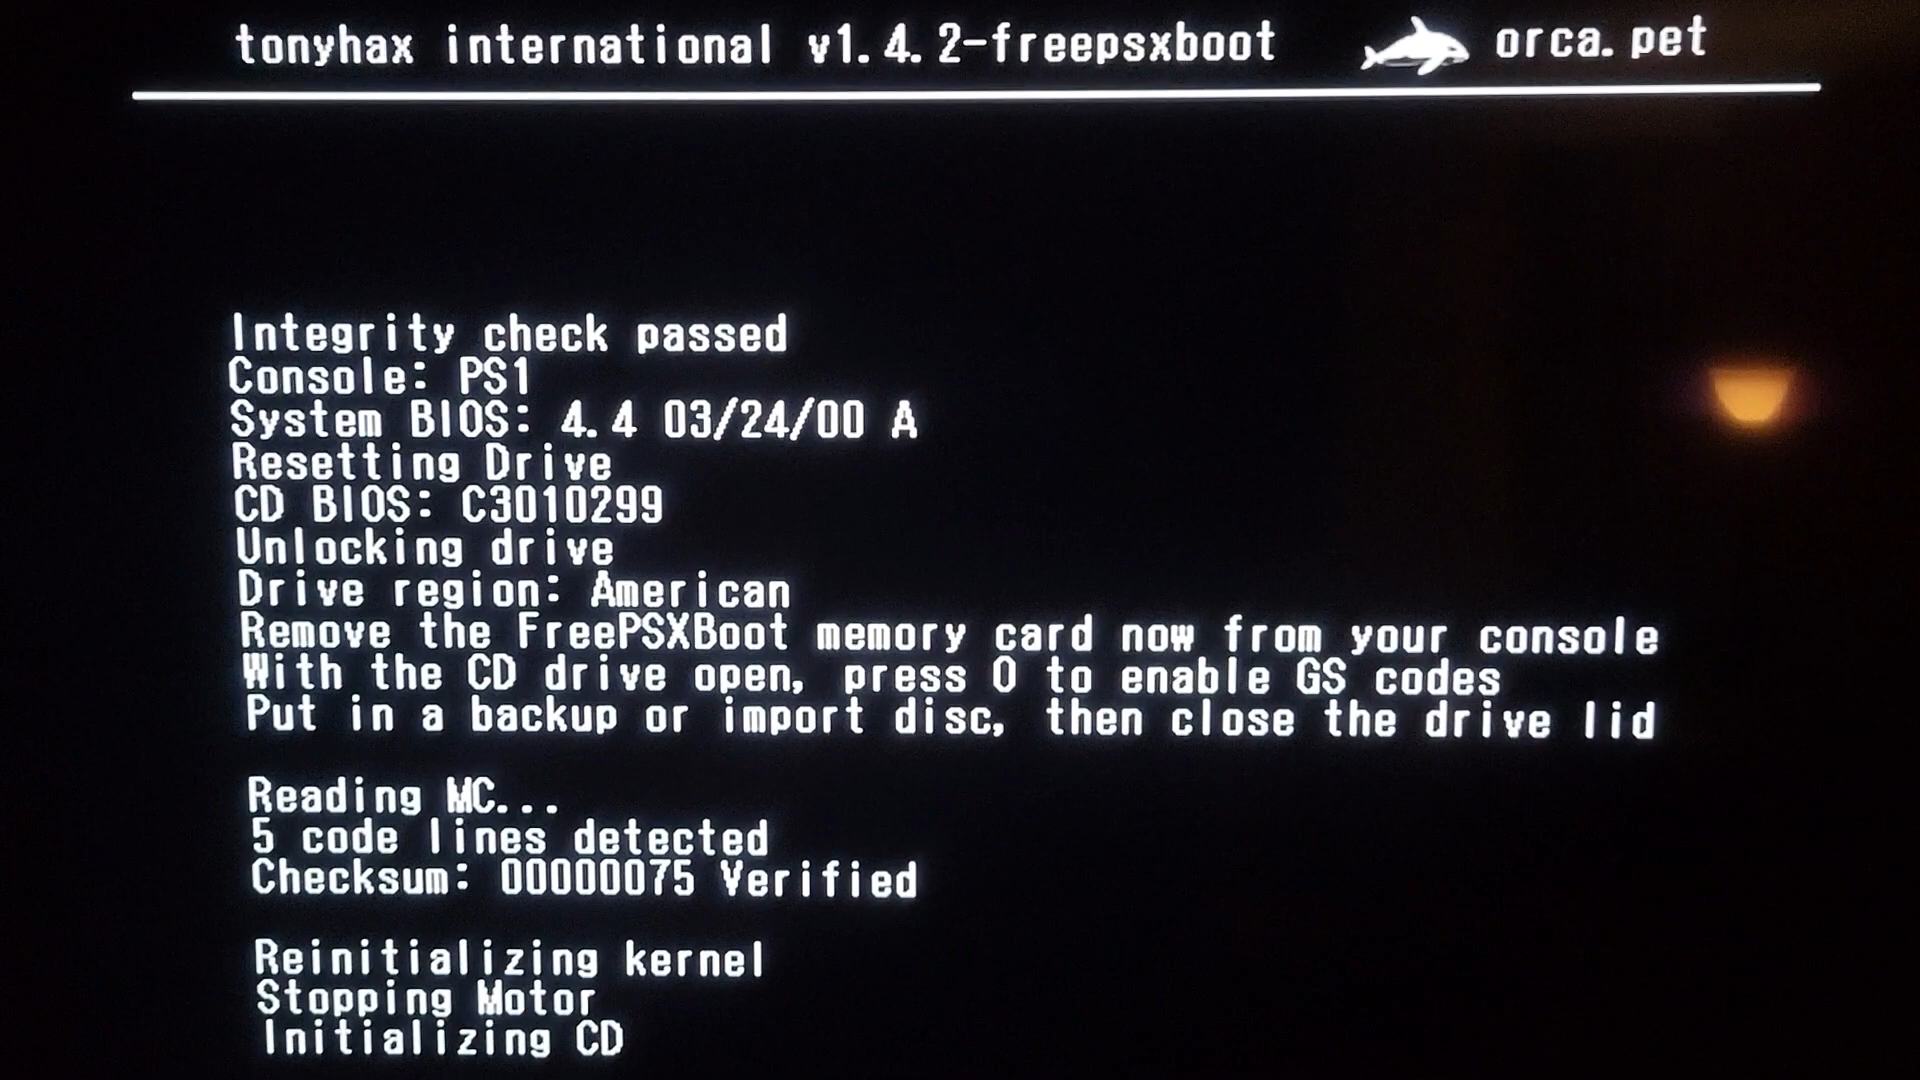 tonyhax international v1.4.2-freepsxboot orca.pet
Integrity check passed
Console: PS1
System BIOS: 4.4 03/24/00 A
Resetting Drive
CD BIOS: C3010299
Unlocking drive
Drive region: American
Remove the FreePSXBoot memory card now from your console
With the CD drive open, press O to enable GS codes
Put in a backup or import disc, then close the drive lid
Reading MC...
5 code lines detected
Checksum: 00000075 Verified
Reinitializing kernel
Stopping Motor
Initializing CD